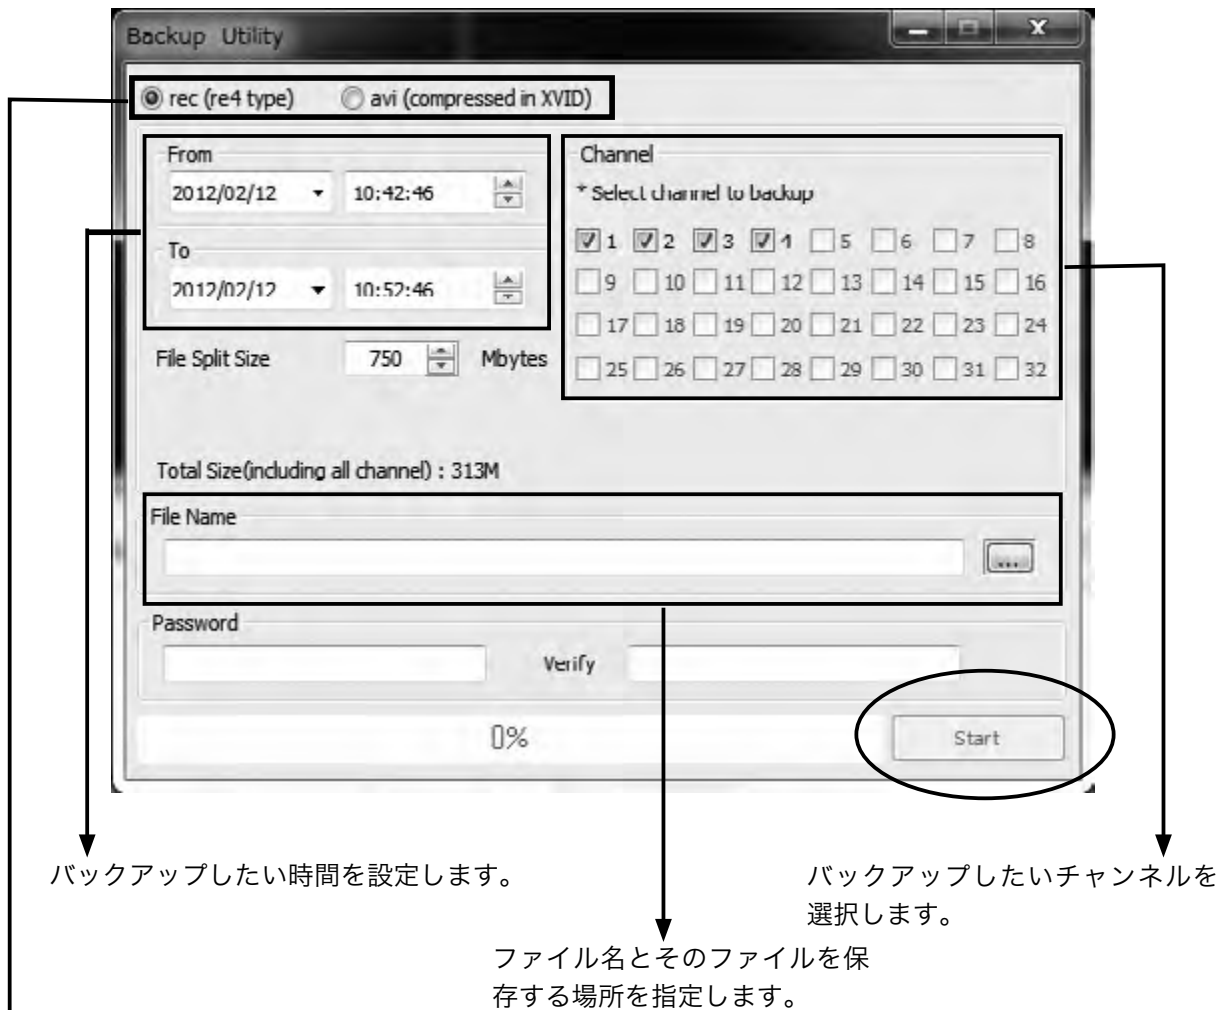 Backup Utility
rec (re4 type) avi (compressed in XVID)
From
2012/02/12 10:42:46
To
2012/02/12 10:52:46
File Split Size 750 Mbytes
Channel
* Select channel to backup
1 2 3 4 5 6 7 8
9 10 11 12 13 14 15 16
17 18 19 20 21 22 23 24
25 26 27 28 29 30 31 32
Total Size(including all channel) : 313M
File Name
...
Password
Verify
0%
Start
バックアップしたい時間を設定します。
バックアップしたいチャンネルを
選択します。
ファイル名とそのファイルを保
存する場所を指定します。